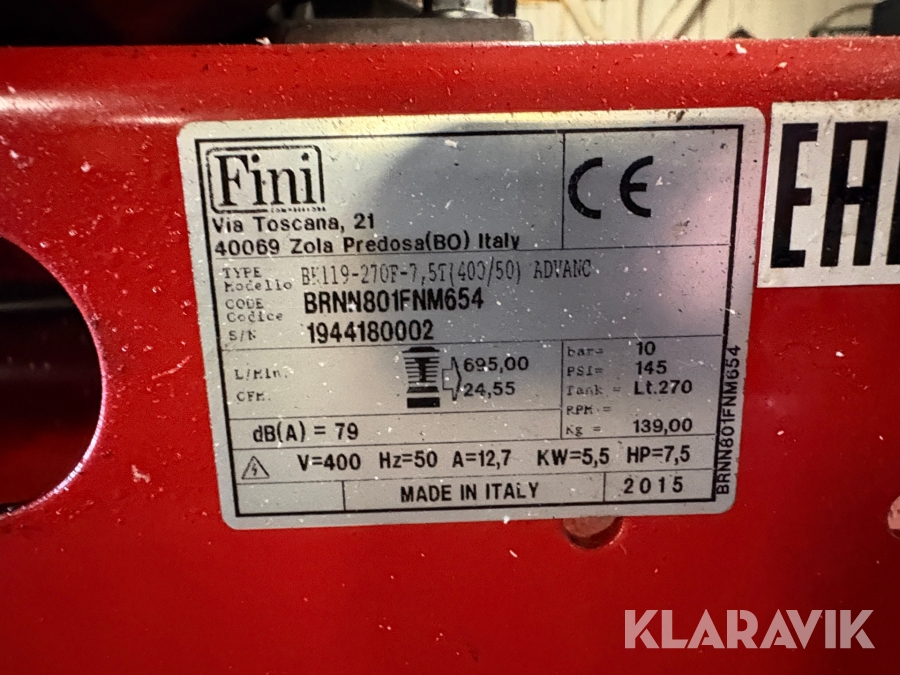 Fini
COMPRESSORS
Via Toscana, 21
40069 Zola Predosa(BO) Italy
CE
TYPE
Modello
BK119-270F-7,5T(400/50) ADVANC
CODE
Codice
BRNN801FNM654
S/N
1944180002
L/Min.
695,00
CFM.
24,55
bar= 10
PSI= 145
Tank = Lt.270
RPM =
Kg = 139,00
dB(A) = 79
V=400 Hz=50 A=12,7 KW=5,5 HP=7,5
MADE IN ITALY
2015
BRNN801FNM654
EAC
KLARAVIK